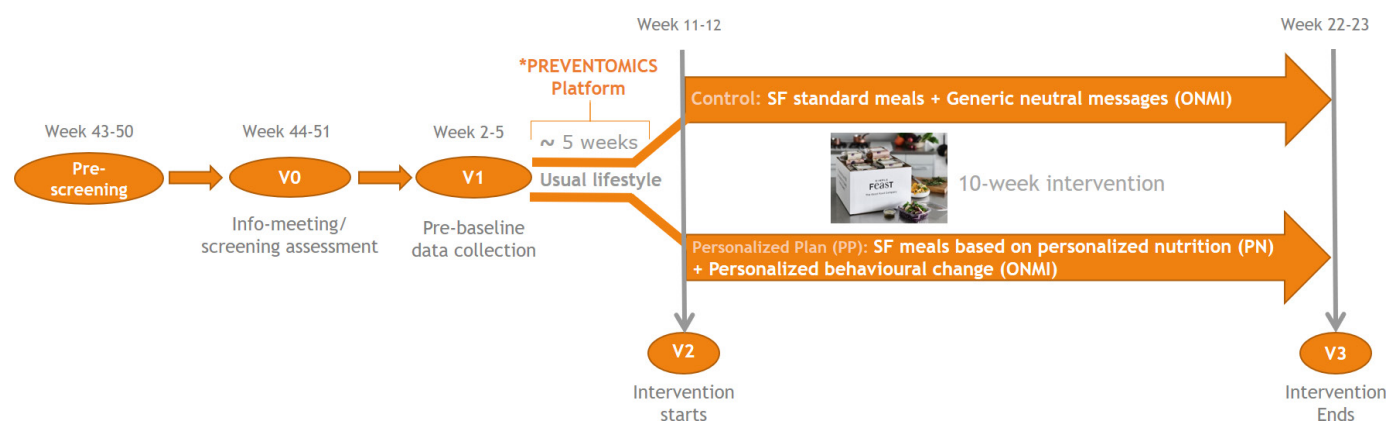 Week 11-12
Week 22-23
*PREVENTOMICS
Platform
Control: SF standard meals + Generic neutral messages (ONMI)
Week 43-50
Week 44-51
Week 2-5
~ 5 weeks
Pre-
screening
V0
V1
Usual lifestyle
FEAST
10-week intervention
Info-meeting/
screening assessment
Pre-baseline
data collection
Personalized Plan (PP): SF meals based on personalized nutrition (PN)
+ Personalized behavioural change (ONMI)
V2
V3
Intervention
starts
Intervention
Ends